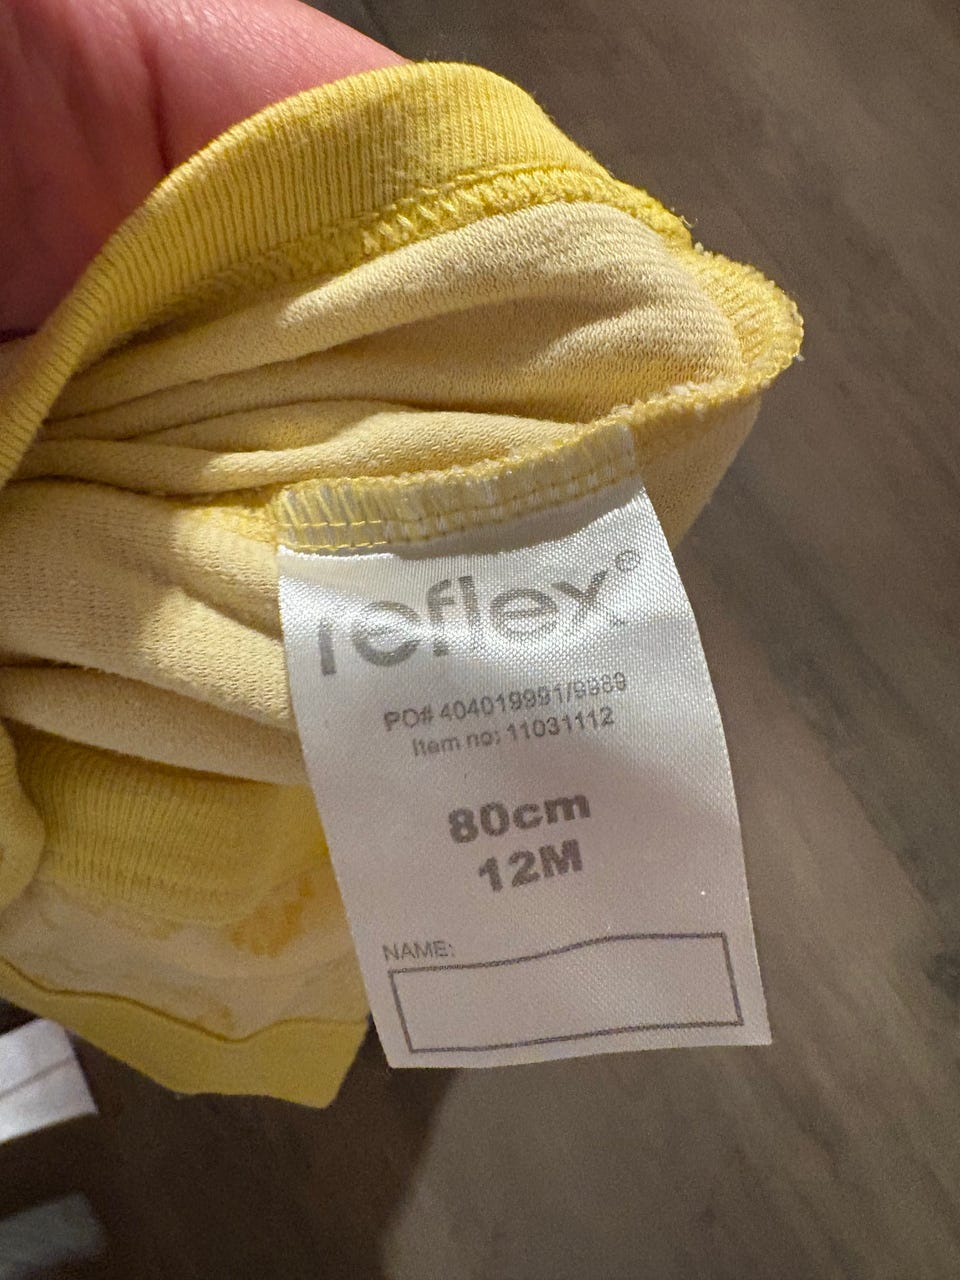 reflex®
PO# 404019991/9989
Item no: 11031112
80cm
12M
NAME: